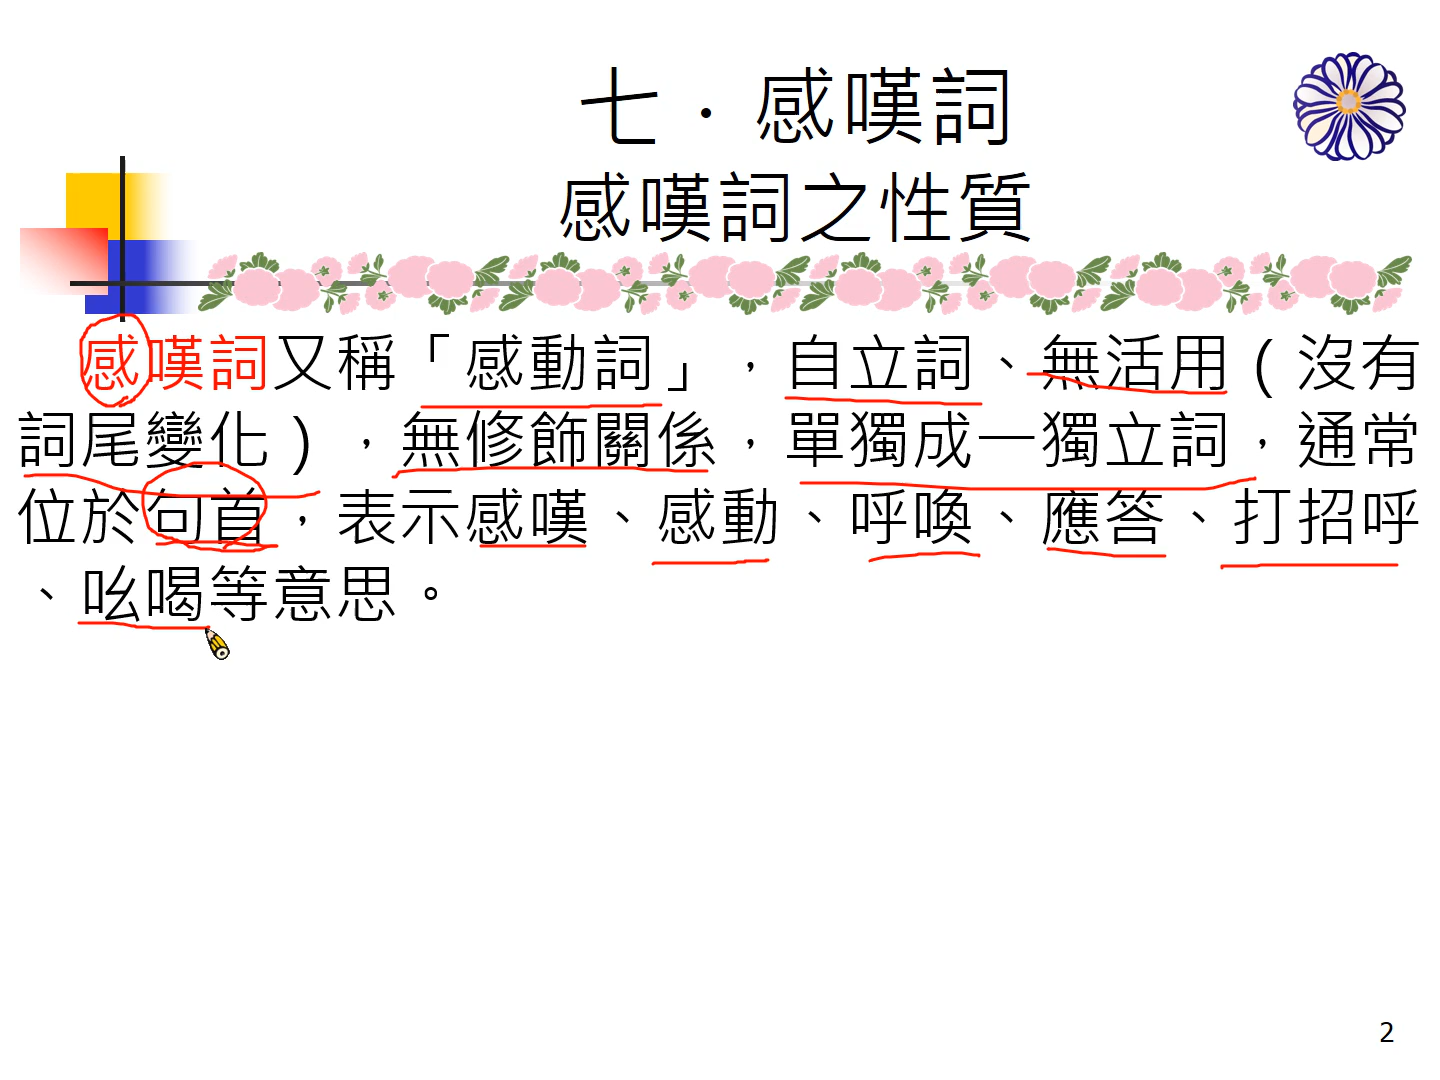 七．感嘆詞
感嘆詞之性質
感嘆詞又稱「感動詞」，自立詞、無活用（沒有
詞尾變化），無修飾關係，單獨成一獨立詞，通常
位於句首，表示感嘆、感動、呼喚、應答、打招呼
、吆喝等意思。
2